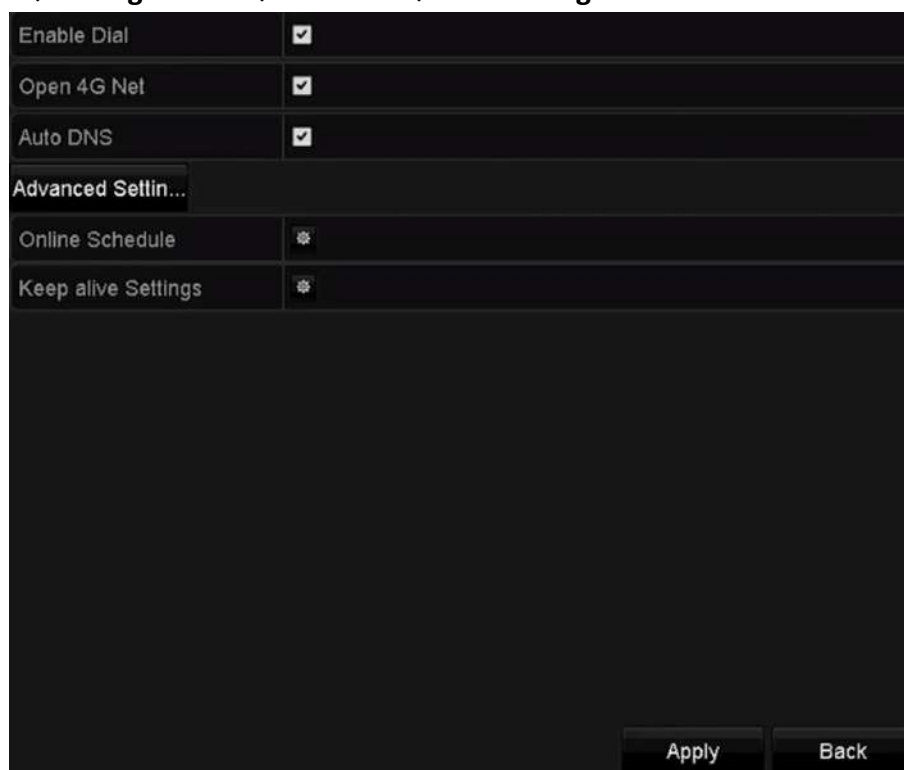 Enable Dial
Open 4G Net
Auto DNS
Advanced Settin...
Online Schedule
Keep alive Settings
Apply Back